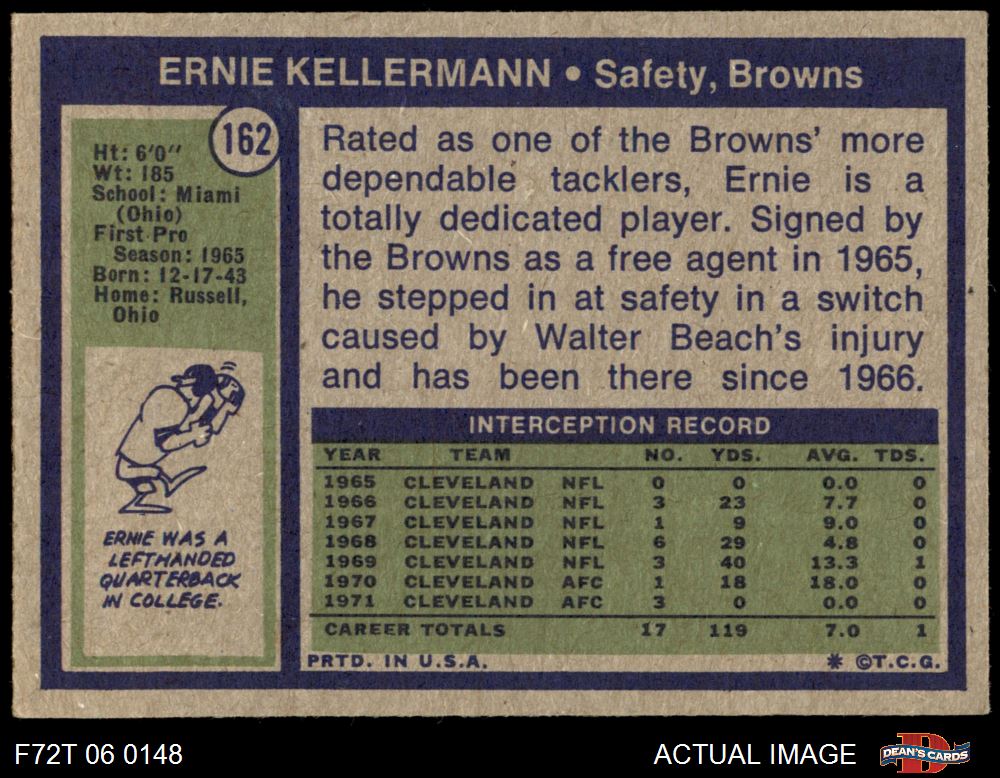 ERNIE KELLERMANN • Safety, Browns
162
Ht: 6'0"
Wt: 185
School: Miami
(Ohio)
First Pro
Season: 1965
Born: 12-17-43
Home: Russell,
Ohio
ERNIE WAS A
LEFTHANDED
QUARTERBACK
IN COLLEGE.
Rated as one of the Browns' more
dependable tacklers, Ernie is a
totally dedicated player. Signed by
the Browns as a free agent in 1965,
he stepped in at safety in a switch
caused by Walter Beach's injury
and has been there since 1966.
INTERCEPTION RECORD
YEAR TEAM NO. YDS. AVG. TDS.
1965 CLEVELAND NFL 0 0 0.0 0
1966 CLEVELAND NFL 3 23 7.7 0
1967 CLEVELAND NFL 1 9 9.0 0
1968 CLEVELAND NFL 6 29 4.8 0
1969 CLEVELAND NFL 3 40 13.3 1
1970 CLEVELAND AFC 1 18 18.0 0
1971 CLEVELAND AFC 3 0 0.0 0
CAREER TOTALS 17 119 7.0 1
PRTD. IN U.S.A. * ©T.C.G.
F72T 06 0148 ACTUAL IMAGE D DEAN'S CARDS